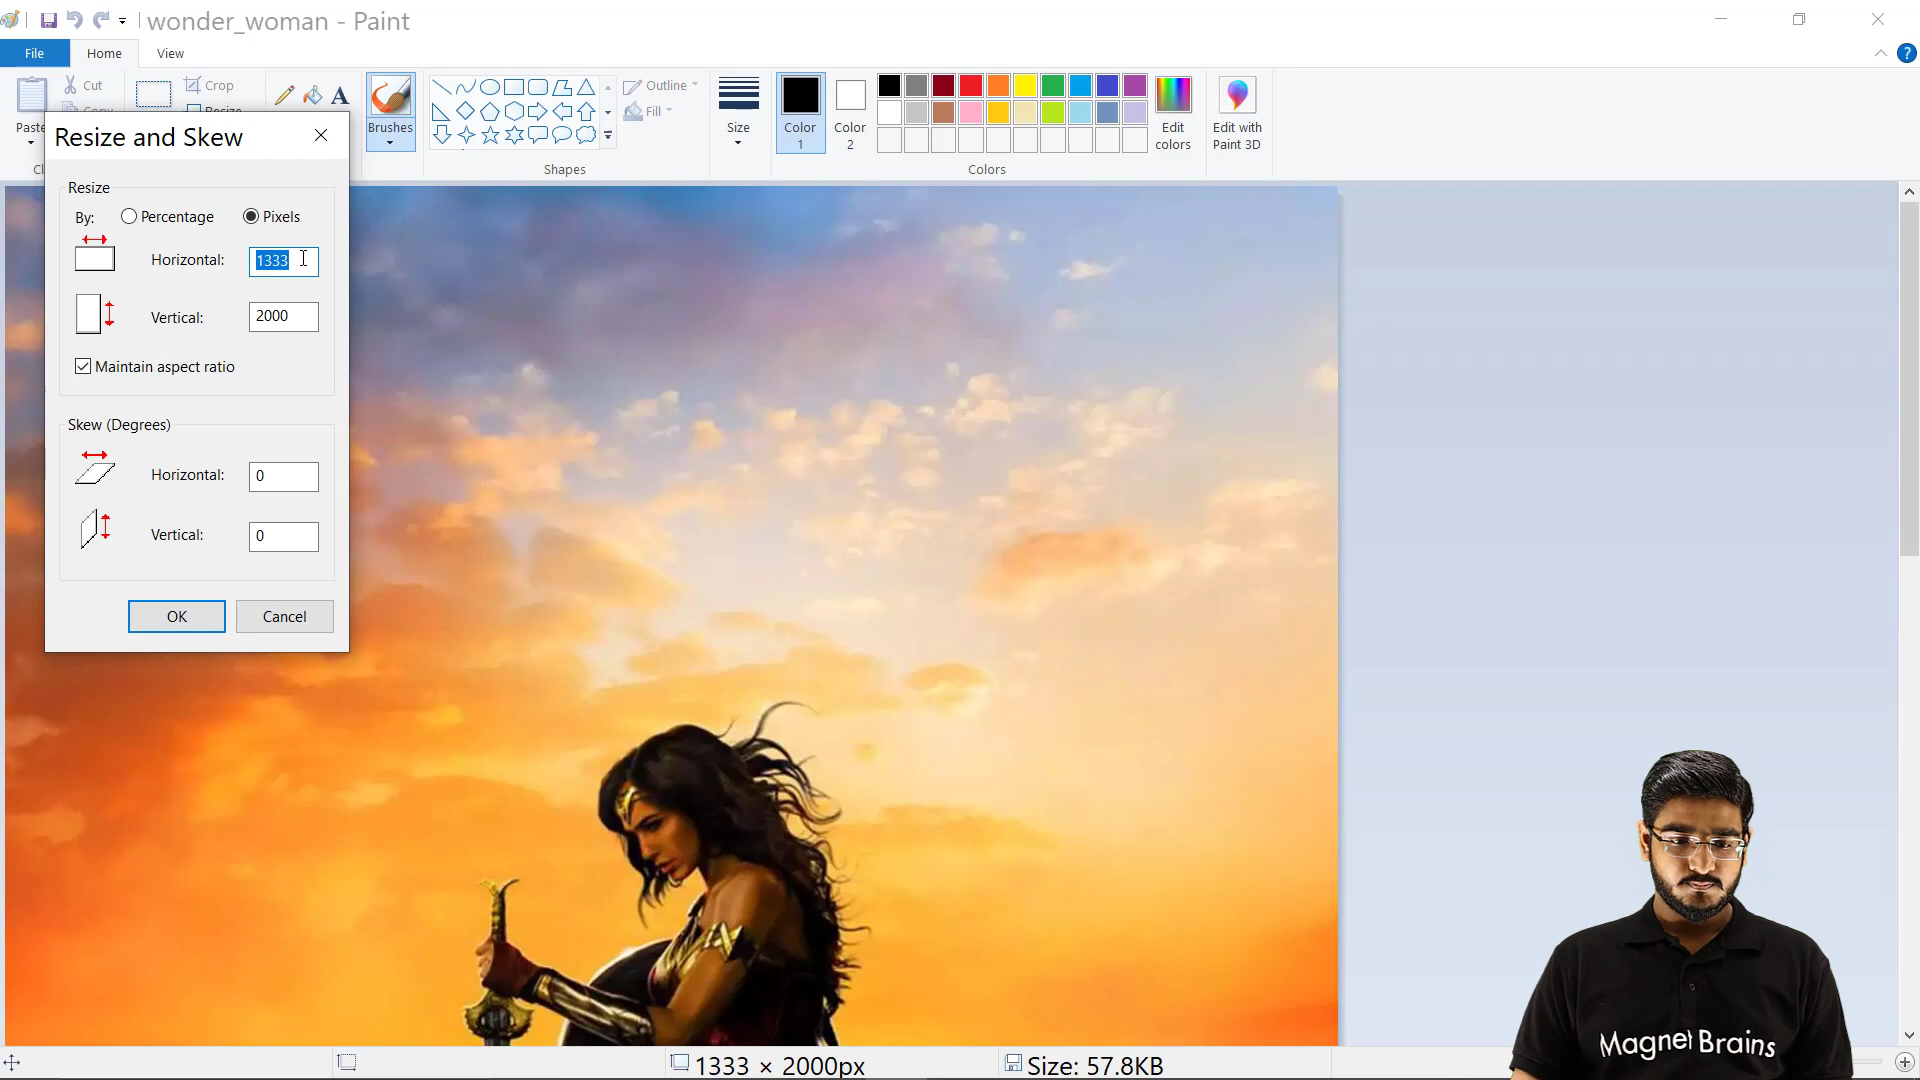 wonder_woman - Paint
File
Home
View
Cut
Copy
Paste
Crop
Resize
Brushes
Outline
Fill
Shapes
Size
Color
1
Color
2
Edit
colors
Edit with
Paint 3D
Colors
Resize and Skew
Resize
By:
Percentage
Pixels
Horizontal:
1333
Vertical:
2000
Maintain aspect ratio
Skew (Degrees)
Horizontal:
0
Vertical:
0
OK
Cancel
Magnet Brains
1333 × 2000px
Size: 57.8KB